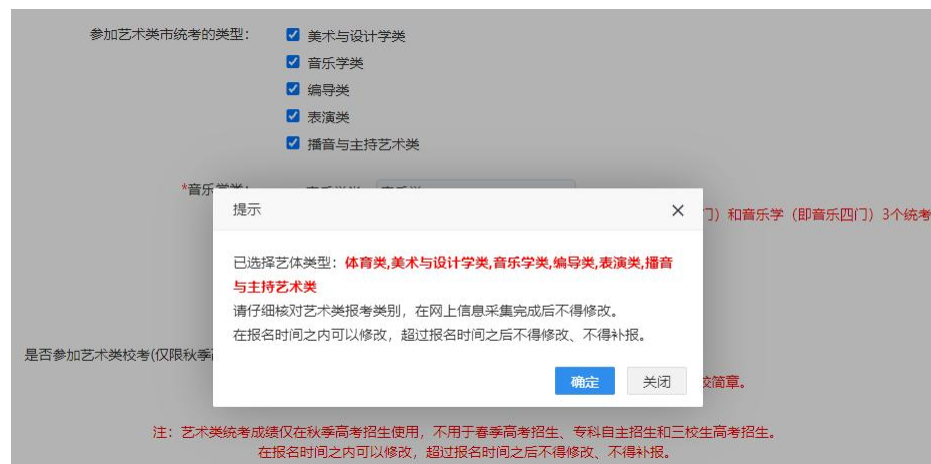 参加艺术类市统考的类型： 美术与设计学类
音乐学类
编导类
表演类
播音与主持艺术类
*音乐学类：
提示
门）和音乐学（即音乐四门）3个统考
已选择艺体类型：体育类,美术与设计学类,音乐学类,编导类,表演类,播音
与主持艺术类
请仔细核对艺术类报考类别，在网上信息采集完成后不得修改。
在报名时间之内可以修改，超过报名时间之后不得修改、不得补报。
是否参加艺术类校考(仅限秋季
确定 关闭
校简章。
注：艺术类统考成绩仅在秋季高考招生使用，不用于春季高考招生、专科自主招生和三校生高考招生。
在报名时间之内可以修改，超过报名时间之后不得修改、不得补报。